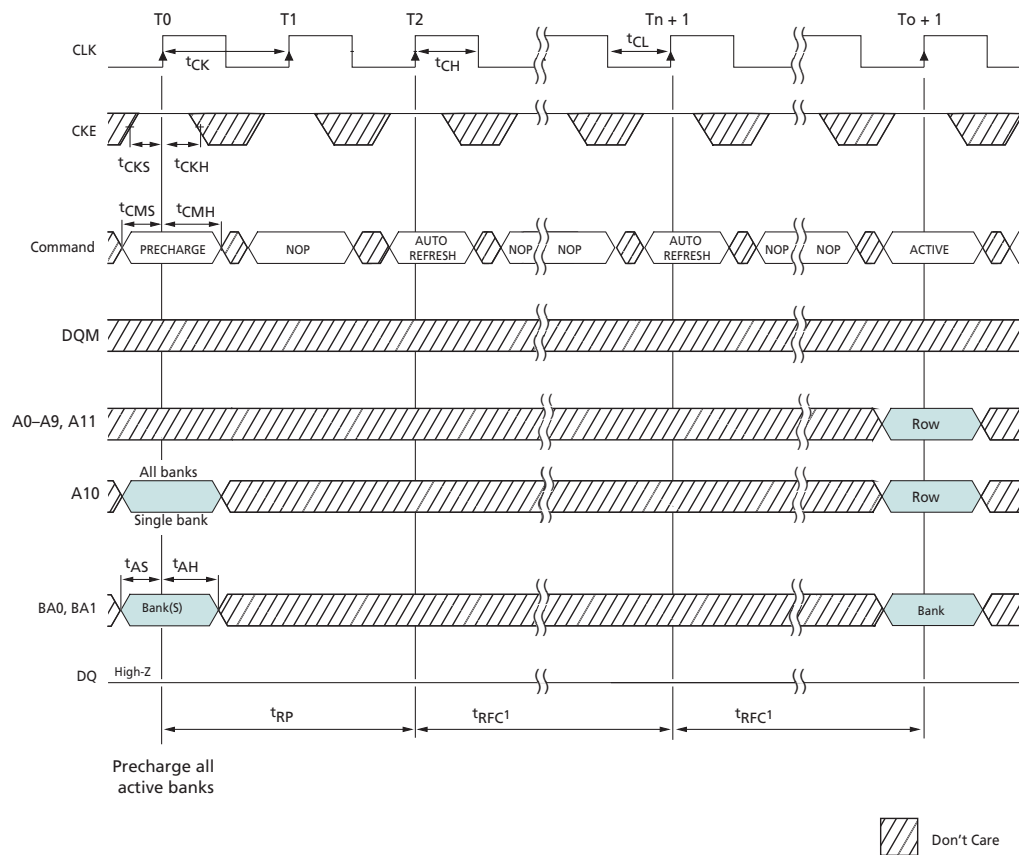 T0 T1 T2 Tn + 1 To + 1
CLK
tCK tCH tCL
CKE
tCKS tCKH
tCMS tCMH
Command PRECHARGE NOP AUTO REFRESH NOP NOP AUTO REFRESH NOP NOP ACTIVE
DQM
A0–A9, A11 Row
All banks
A10 Row
Single bank
tAS tAH
BA0, BA1 Bank(S) Bank
DQ High-Z
tRP tRFC1 tRFC1
Precharge all
active banks
Don't Care